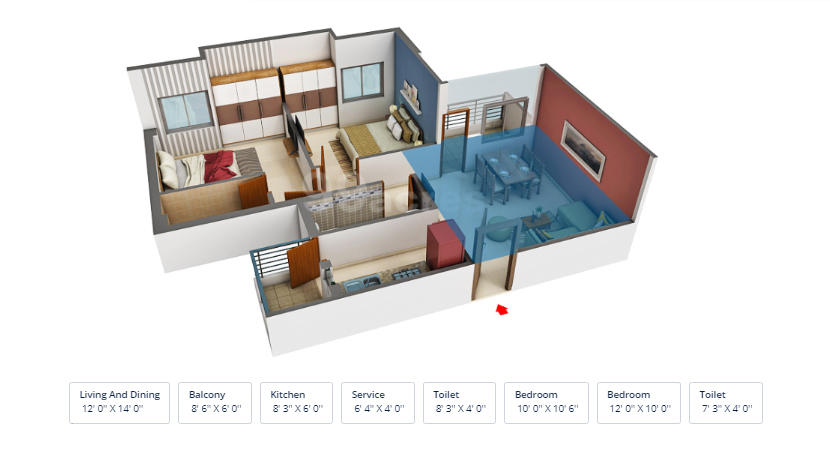 Living And Dining
12' 0'' X 14' 0''
Balcony
8' 6'' X 6' 0''
Kitchen
8' 3'' X 6' 0''
Service
6' 4'' X 4' 0''
Toilet
8' 3'' X 4' 0''
Bedroom
10' 0'' X 10' 6''
Bedroom
12' 0'' X 10' 0''
Toilet
7' 3'' X 4' 0''